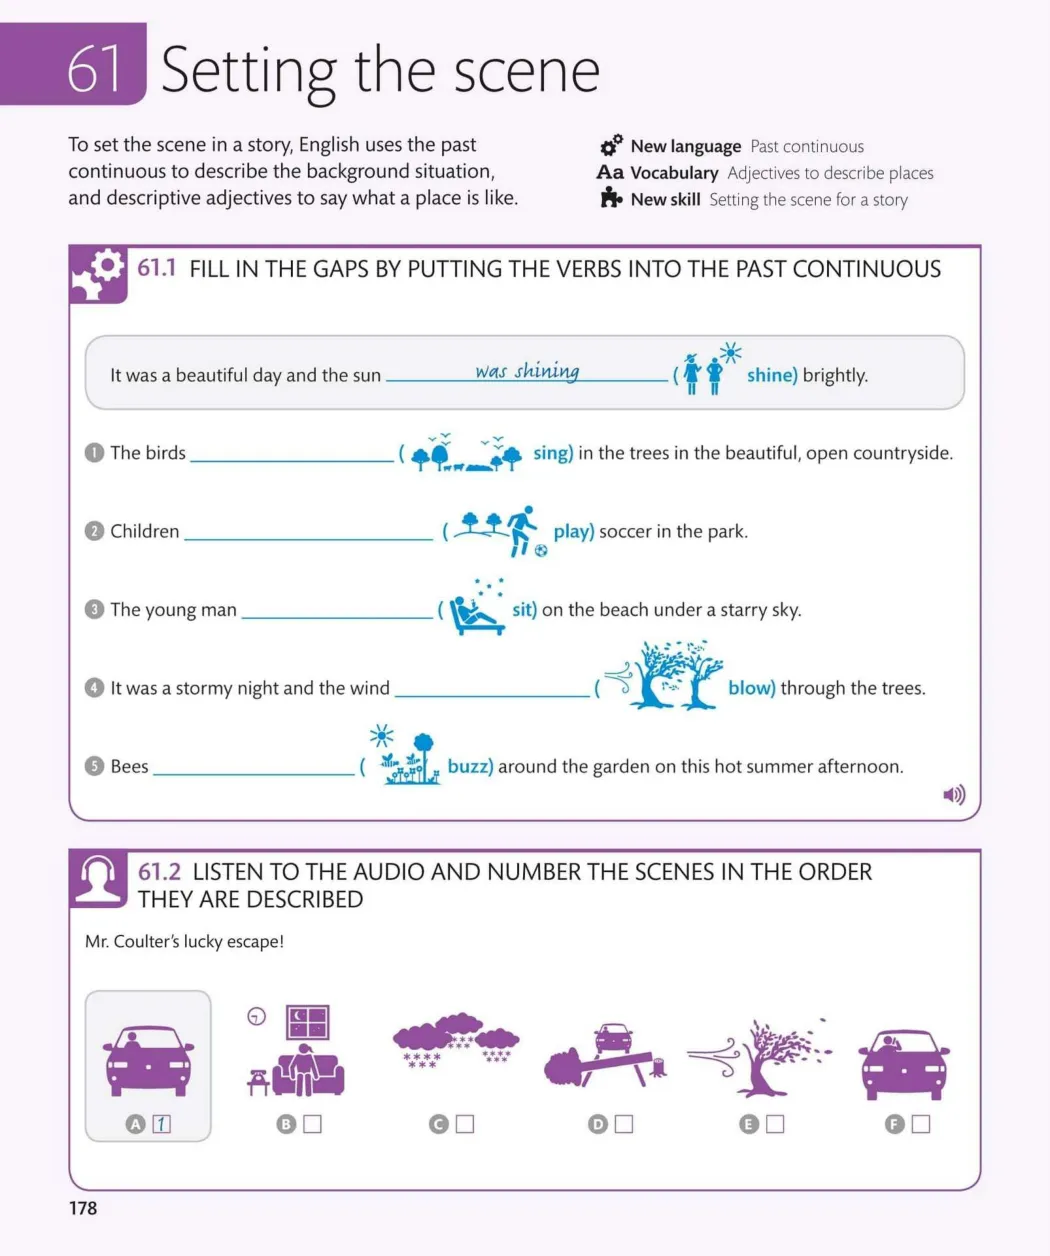 61 Setting the scene
To set the scene in a story, English uses the past
continuous to describe the background situation,
and descriptive adjectives to say what a place is like.
New language Past continuous
Aa Vocabulary Adjectives to describe places
New skill Setting the scene for a story
61.1 FILL IN THE GAPS BY PUTTING THE VERBS INTO THE PAST CONTINUOUS
It was a beautiful day and the sun was shining ( shine) brightly.
1 The birds ____________ ( sing) in the trees in the beautiful, open countryside.
2 Children ____________ ( play) soccer in the park.
3 The young man ____________ ( sit) on the beach under a starry sky.
4 It was a stormy night and the wind ____________ ( blow) through the trees.
5 Bees ____________ ( buzz) around the garden on this hot summer afternoon.
61.2 LISTEN TO THE AUDIO AND NUMBER THE SCENES IN THE ORDER
THEY ARE DESCRIBED
Mr. Coulter's lucky escape!
A 1 B C D E F
178